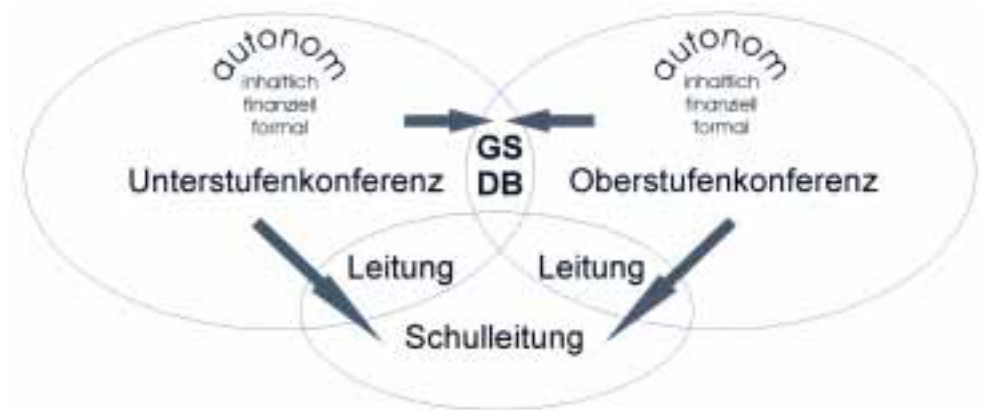 autonom
inhaltlich
finanziell
formal
autonom
inhaltlich
finanziell
formal
GS
DB
Unterstufenkonferenz
Oberstufenkonferenz
Leitung
Leitung
Schulleitung